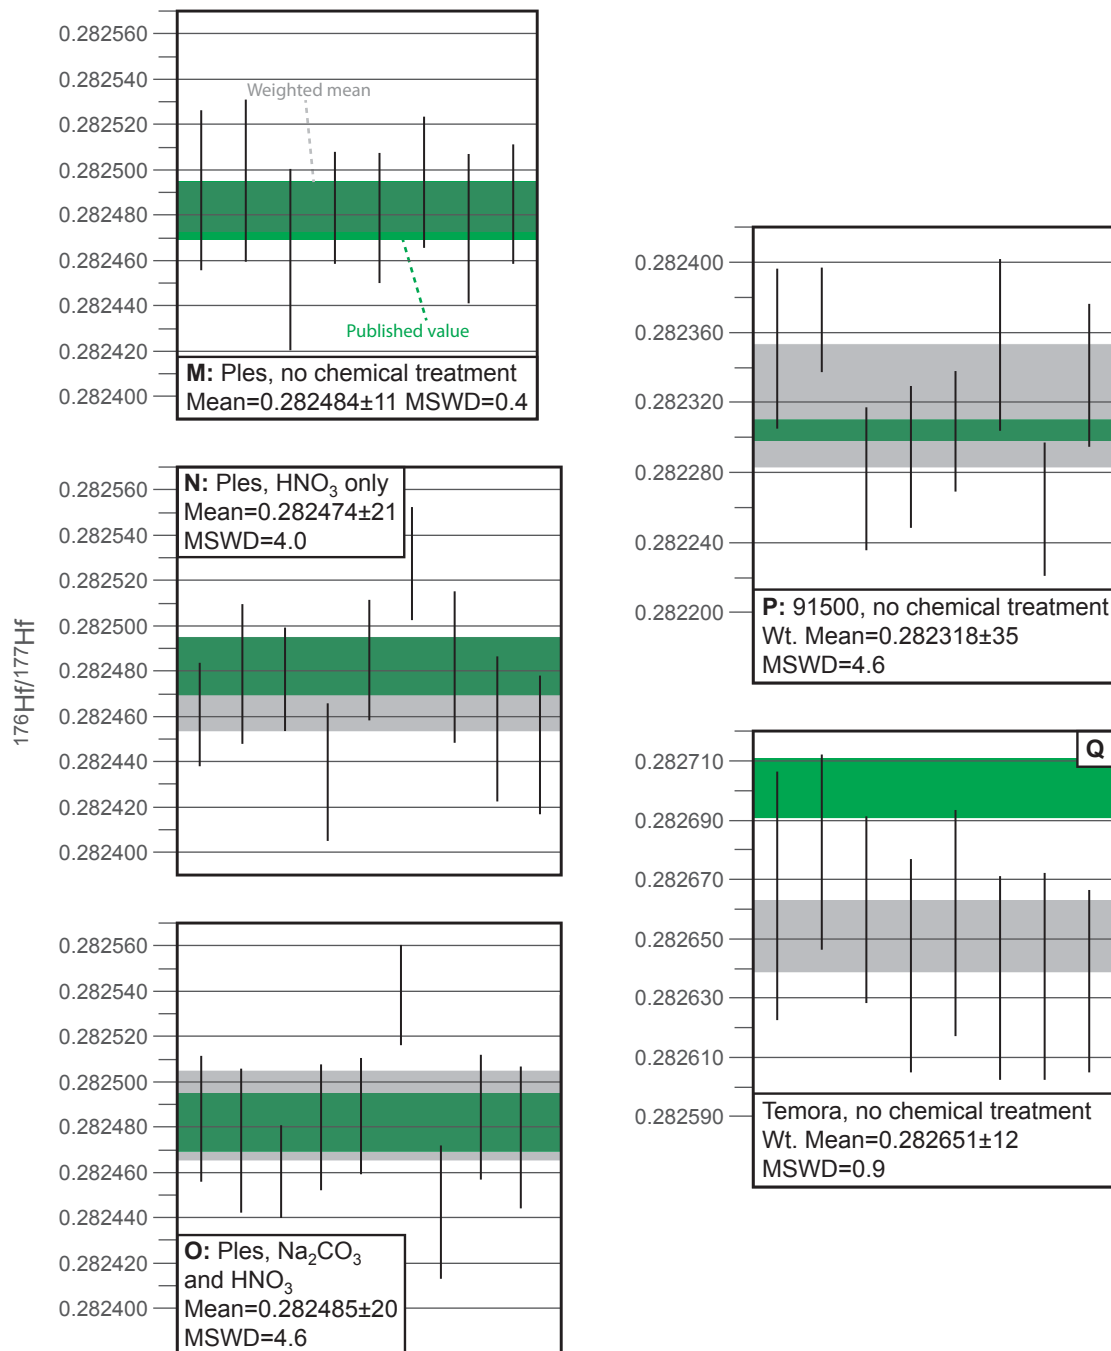 0.282560
0.282540
0.282520
0.282500
0.282480
0.282460
0.282440
0.282420
0.282400
Weighted mean
Published value
M: Ples, no chemical treatment
Mean=0.282484±11 MSWD=0.4
¹⁷⁶Hf/¹⁷⁷Hf
0.282560
0.282540
0.282520
0.282500
0.282480
0.282460
0.282440
0.282420
0.282400
N: Ples, HNO₃ only
Mean=0.282474±21
MSWD=4.0
0.282560
0.282540
0.282520
0.282500
0.282480
0.282460
0.282440
0.282420
0.282400
O: Ples, Na₂CO₃
and HNO₃
Mean=0.282485±20
MSWD=4.6
0.282400
0.282360
0.282320
0.282280
0.282240
0.282200
P: 91500, no chemical treatment
Wt. Mean=0.282318±35
MSWD=4.6
0.282710
0.282690
0.282670
0.282650
0.282630
0.282610
0.282590
Q
Temora, no chemical treatment
Wt. Mean=0.282651±12
MSWD=0.9